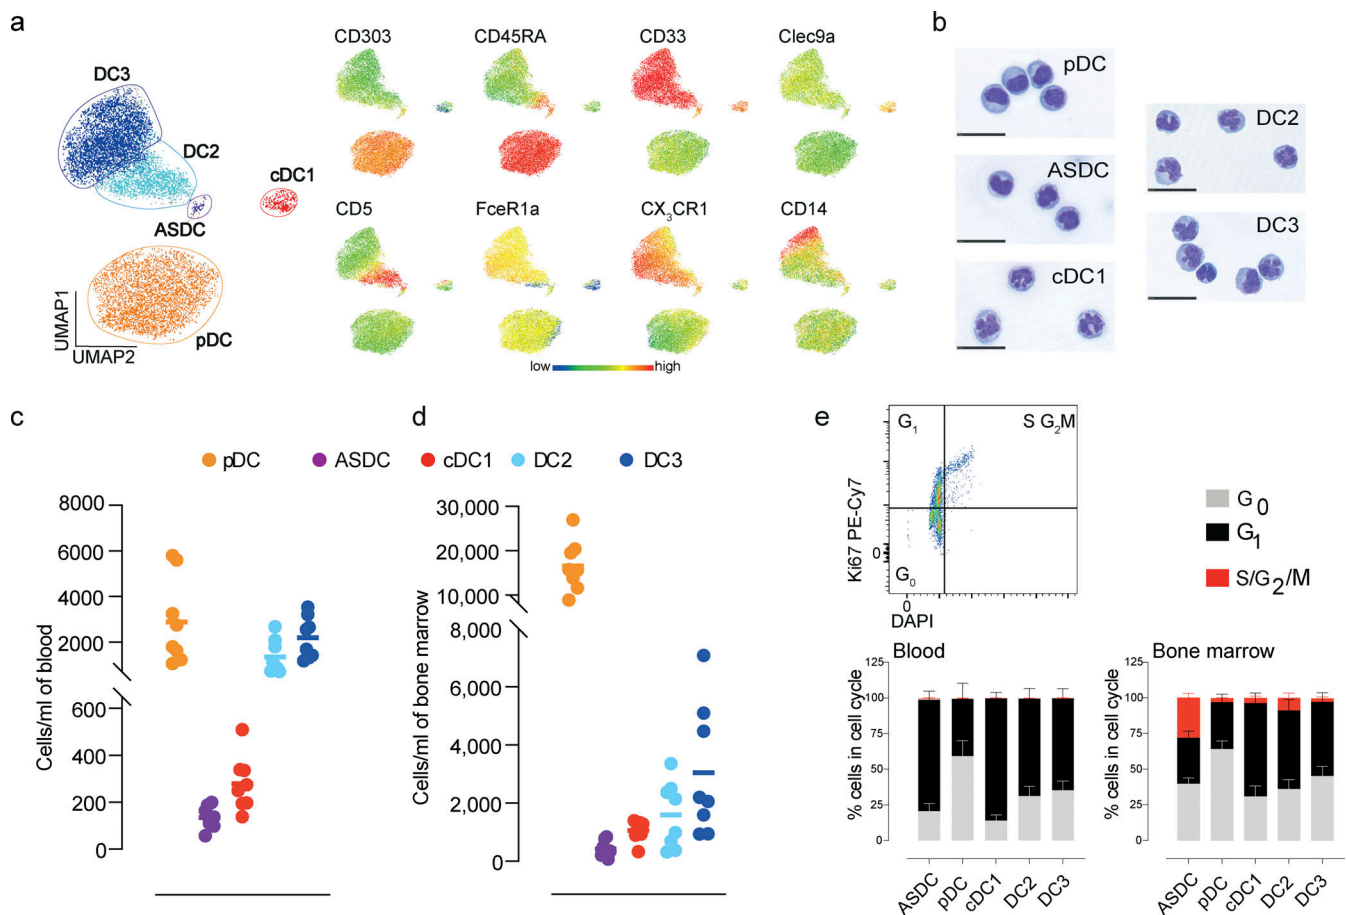 a
CD303
CD45RA
CD33
Clec9a
DC3
DC2
cDC1
ASDC
pDC
UMAP1
UMAP2
CD5
FceR1a
CX3CR1
CD14
low
high
b
pDC
DC2
ASDC
DC3
cDC1
c
d
pDC
ASDC
cDC1
DC2
DC3
Cells/ml of blood
8000
6000
4000
2000
600
400
200
0
Cells/ml of bone marrow
30,000
20,000
10,000
8,000
6,000
4,000
2,000
0
e
G1
S G2M
Ki67 PE-Cy7
0
G0
0
DAPI
G0
G1
S/G2/M
Blood
% cells in cell cycle
125
100
75
50
25
0
ASDC
pDC
cDC1
DC2
DC3
Bone marrow
% cells in cell cycle
125
100
75
50
25
0
ASDC
pDC
cDC1
DC2
DC3